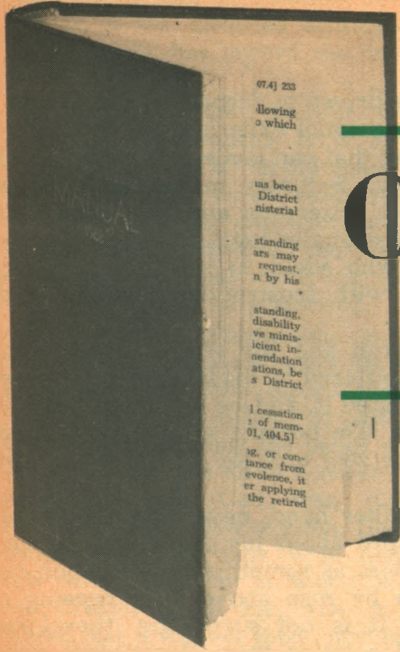 MANUAL
07.4] 233
llowing
o which
as been
District
nisterial
standing
ars may
request,
n by his
standing,
disability
ve minis-
icient in-
nendation
ations, be
s District
l cessation
of mem-
01, 404.5]
ng, or con-
tance from
evolence, it
er applying
the retired
C